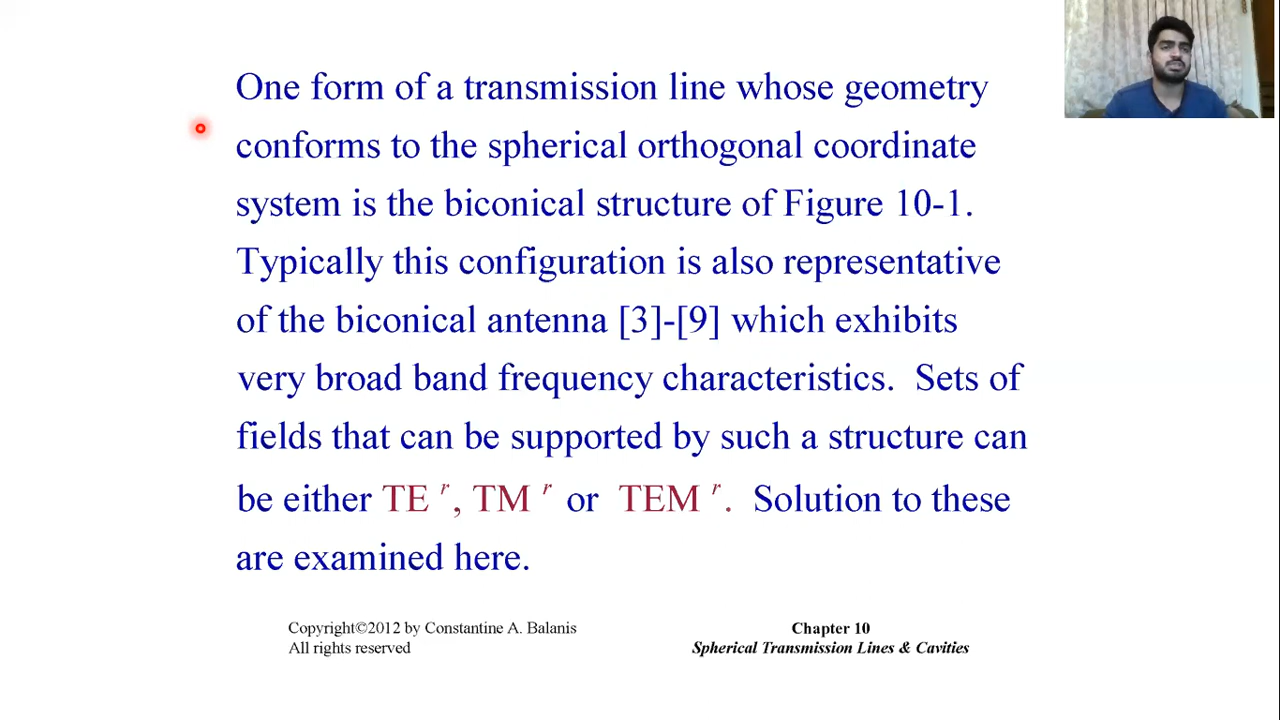 One form of a transmission line whose geometry
conforms to the spherical orthogonal coordinate
system is the biconical structure of Figure 10-1.
Typically this configuration is also representative
of the biconical antenna [3]-[9] which exhibits
very broad band frequency characteristics. Sets of
fields that can be supported by such a structure can
be either TE r, TM r or TEM r. Solution to these
are examined here.
Copyright©2012 by Constantine A. Balanis
All rights reserved
Chapter 10
Spherical Transmission Lines & Cavities